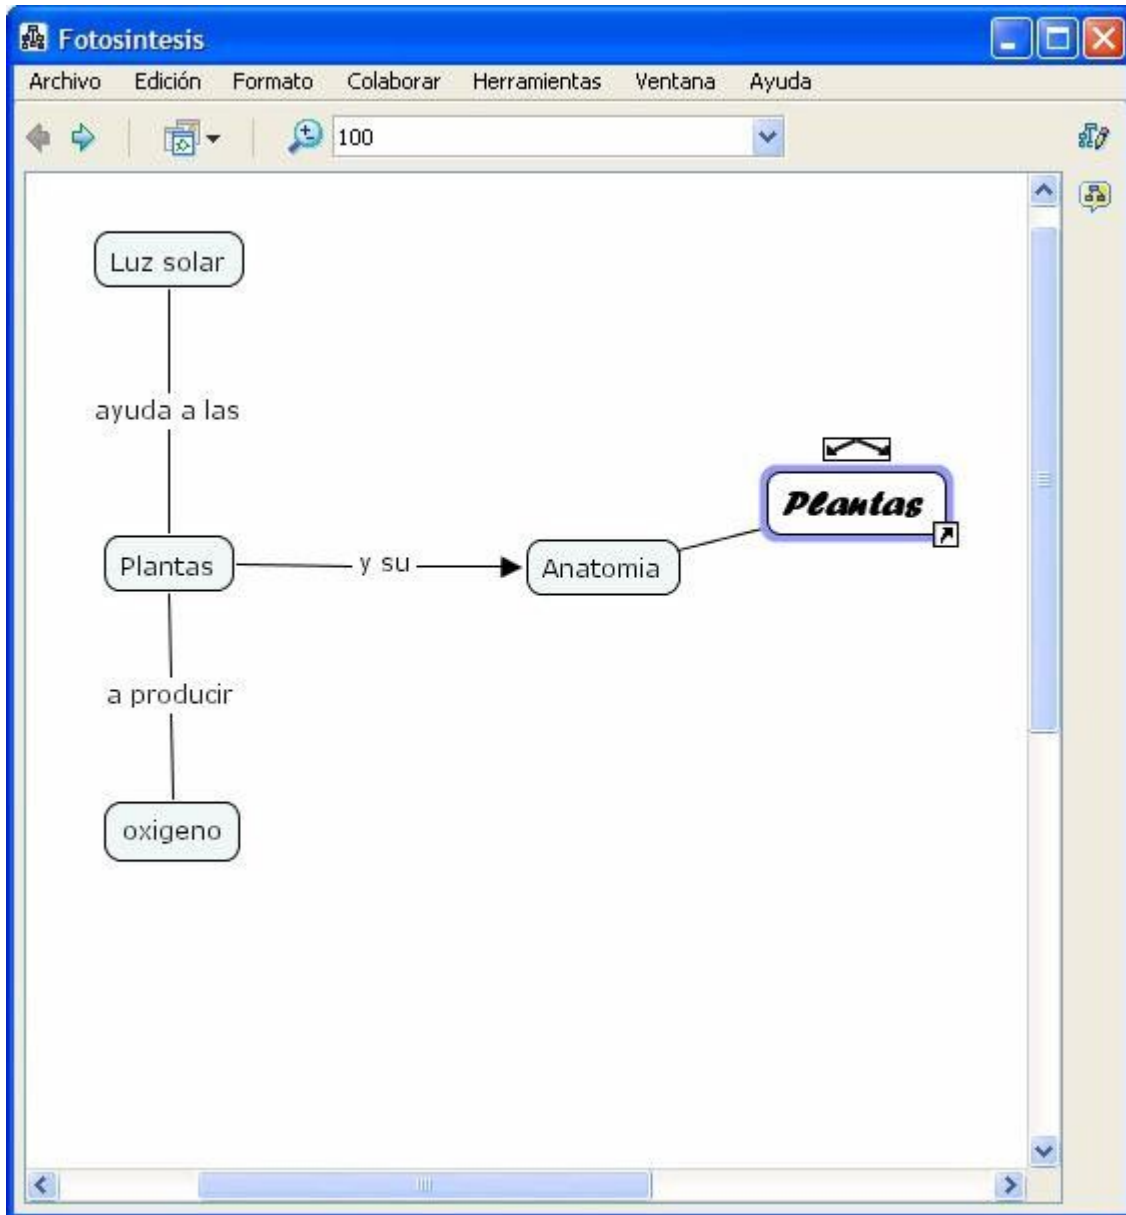 Fotosintesis
Archivo Edición Formato Colaborar Herramientas Ventana Ayuda
100
Luz solar
ayuda a las
Plantas
Plantas y su Anatomia
a producir
oxigeno